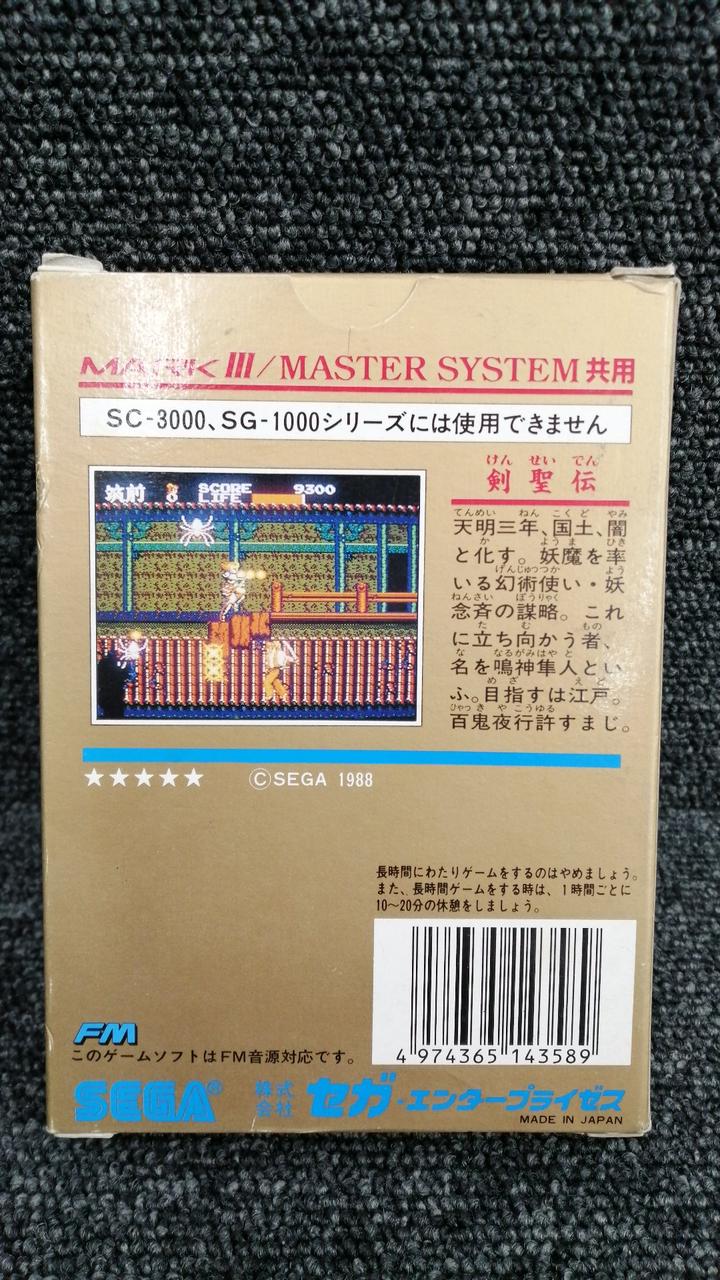 MARK III/MASTER SYSTEM共用
SC-3000、SG-1000シリーズには使用できません
筑前 8 SCORE 9300
LIFE
けん せい でん
剣聖伝
てんめい ねん こくど やみ
天明三年、国土、闇
か ようま ひき
と化す。妖魔を率
げんじゅつつか よう
いる幻術使い・妖
ねんさい ぼうりゃく
念斉の謀略。これ
た む もの
に立ち向かう者、
な なるがみはやと
名を鳴神隼人とい
めざ えど
ふ。目指すは江戸。
ひゃっきやこうゆる
百鬼夜行許すまじ。
★★★★★ ©SEGA 1988
長時間にわたりゲームをするのはやめましょう。
また、長時間ゲームをする時は、1時間ごとに
10〜20分の休憩をしましょう。
4 974365 143589
FM
このゲームソフトはFM音源対応です。
SEGA® 株式会社 セガ・エンタープライゼス
MADE IN JAPAN